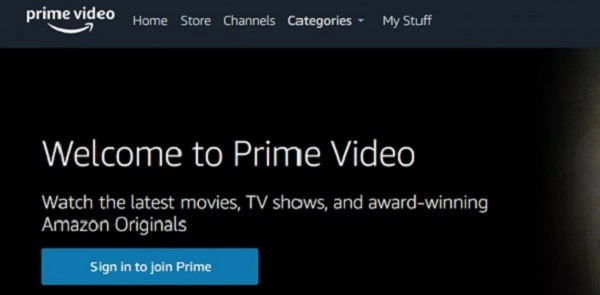 prime video Home Store Channels Categories My Stuff
Welcome to Prime Video
Watch the latest movies, TV shows, and award-winning
Amazon Originals
Sign in to join Prime